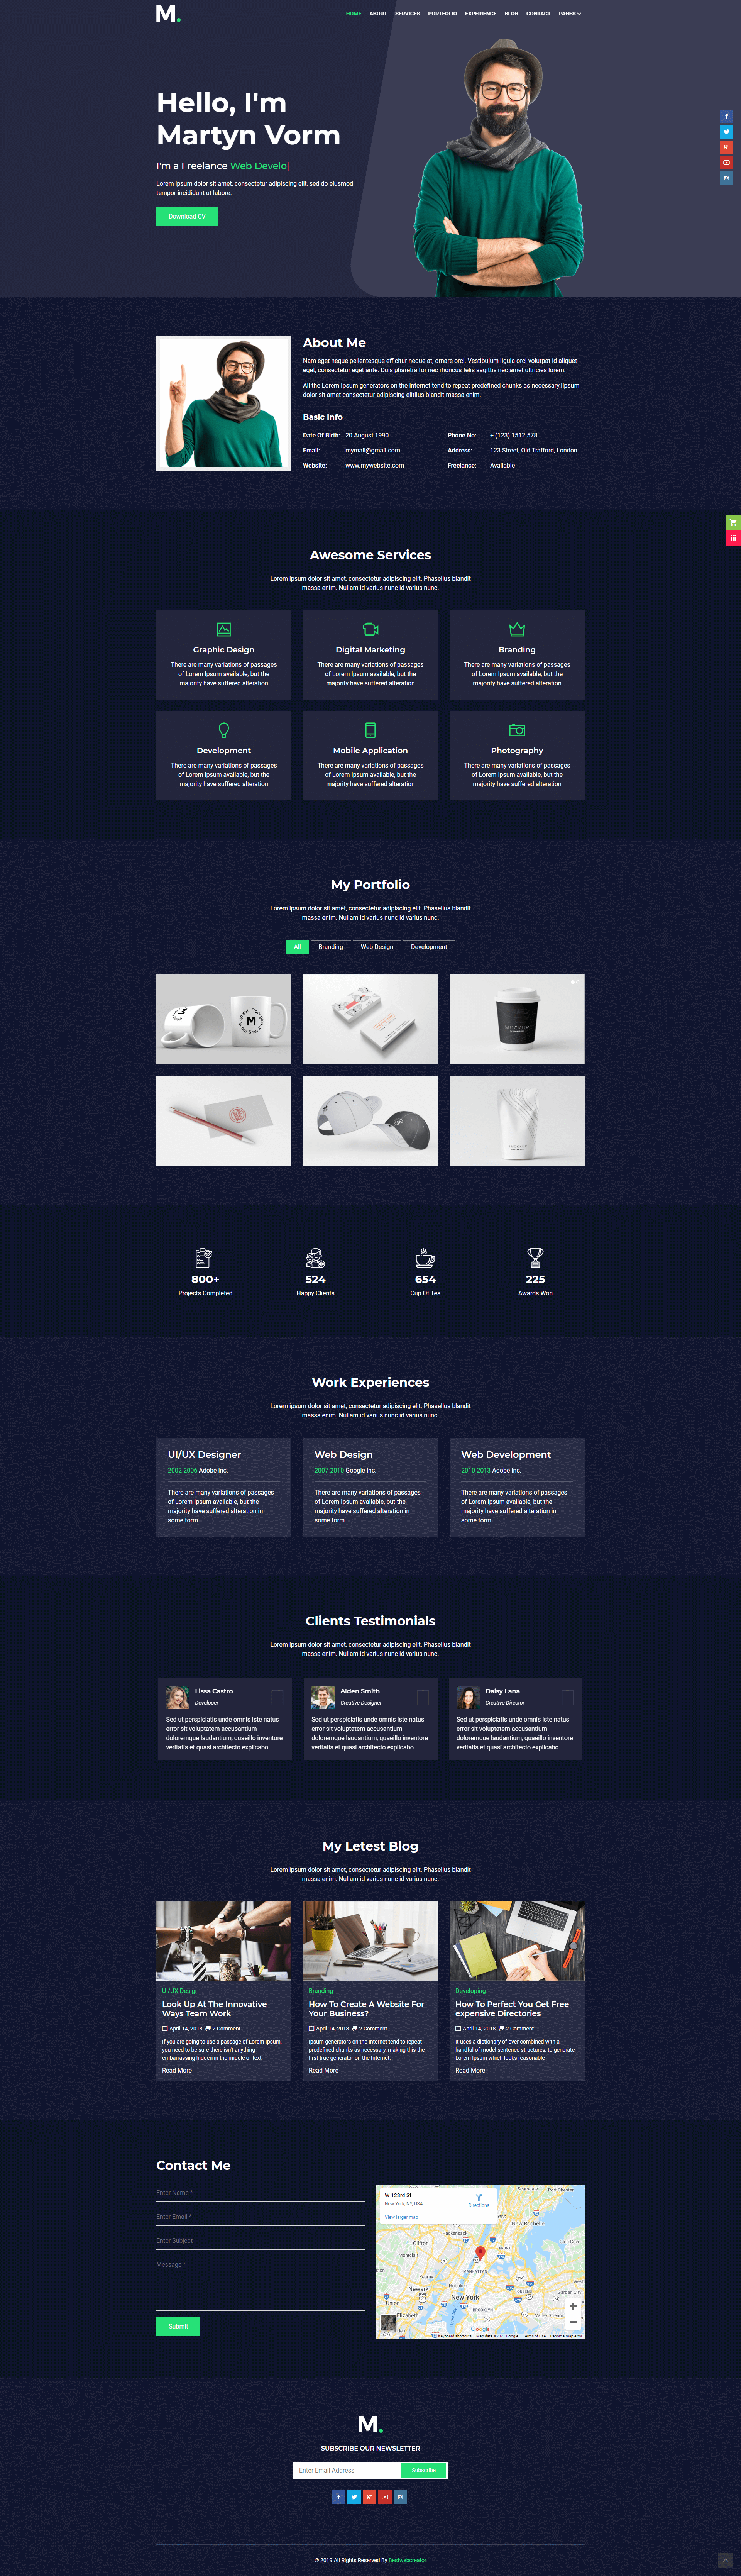 M.
HOME ABOUT SERVICES PORTFOLIO EXPERIENCE BLOG CONTACT PAGES
Hello, I'm
Martyn Vorm
I'm a Freelance Web Develo|
Lorem ipsum dolor sit amet, consectetur adipiscing elit, sed do eiusmod
tempor incididunt ut labore.
Download CV
About Me
Nam eget neque pellentesque efficitur neque at, ornare orci. Vestibulum ligula orci volutpat id aliquet
eget, consectetur eget ante. Duis pharetra for nec rhoncus felis sagittis nec amet ultricies lorem.
All the Lorem Ipsum generators on the Internet tend to repeat predefined chunks as necessary.Iipsum
dolor sit amet consectetur adipiscing elitllus blandit massa enim.
Basic Info
Date Of Birth: 20 August 1990
Phone No: + (123) 1512-578
Email: mymail@gmail.com
Address: 123 Street, Old Trafford, London
Website: www.mywebsite.com
Freelance: Available
Awesome Services
Lorem ipsum dolor sit amet, consectetur adipiscing elit. Phasellus blandit
massa enim. Nullam id varius nunc id varius nunc.
Graphic Design
There are many variations of passages
of Lorem Ipsum available, but the
majority have suffered alteration
Digital Marketing
There are many variations of passages
of Lorem Ipsum available, but the
majority have suffered alteration
Branding
There are many variations of passages
of Lorem Ipsum available, but the
majority have suffered alteration
Development
There are many variations of passages
of Lorem Ipsum available, but the
majority have suffered alteration
Mobile Application
There are many variations of passages
of Lorem Ipsum available, but the
majority have suffered alteration
Photography
There are many variations of passages
of Lorem Ipsum available, but the
majority have suffered alteration
My Portfolio
Lorem ipsum dolor sit amet, consectetur adipiscing elit. Phasellus blandit
massa enim. Nullam id varius nunc id varius nunc.
All Branding Web Design Development
M
MOCKUP
800+
Projects Completed
524
Happy Clients
654
Cup Of Tea
225
Awards Won
Work Experiences
Lorem ipsum dolor sit amet, consectetur adipiscing elit. Phasellus blandit
massa enim. Nullam id varius nunc id varius nunc.
UI/UX Designer
2002-2006 Adobe Inc.
There are many variations of passages
of Lorem Ipsum available, but the
majority have suffered alteration in
some form
Web Design
2007-2010 Google Inc.
There are many variations of passages
of Lorem Ipsum available, but the
majority have suffered alteration in
some form
Web Development
2010-2013 Adobe Inc.
There are many variations of passages
of Lorem Ipsum available, but the
majority have suffered alteration in
some form
Clients Testimonials
Lorem ipsum dolor sit amet, consectetur adipiscing elit. Phasellus blandit
massa enim. Nullam id varius nunc id varius nunc.
Lissa Castro
Developer
Sed ut perspiciatis unde omnis iste natus
error sit voluptatem accusantium
doloremque laudantium, quaeillo inventore
veritatis et quasi architecto explicabo.
Alden Smith
Creative Designer
Sed ut perspiciatis unde omnis iste natus
error sit voluptatem accusantium
doloremque laudantium, quaeillo inventore
veritatis et quasi architecto explicabo.
Daisy Lana
Creative Director
Sed ut perspiciatis unde omnis iste natus
error sit voluptatem accusantium
doloremque laudantium, quaeillo inventore
veritatis et quasi architecto explicabo.
My Letest Blog
Lorem ipsum dolor sit amet, consectetur adipiscing elit. Phasellus blandit
massa enim. Nullam id varius nunc id varius nunc.
UI/UX Design
Look Up At The Innovative
Ways Team Work
April 14, 2018 2 Comment
If you are going to use a passage of Lorem Ipsum,
you need to be sure there isn't anything
embarrassing hidden in the middle of text
Read More
Branding
How To Create A Website For
Your Business?
April 14, 2018 2 Comment
Ipsum generators on the Internet tend to repeat
predefined chunks as necessary, making this the
first true generator on the Internet.
Read More
Developing
How To Perfect You Get Free
expensive Directories
April 14, 2018 2 Comment
It uses a dictionary of over combined with a
handful of model sentence structures, to generate
Lorem Ipsum which looks reasonable
Read More
Contact Me
Enter Name *
Enter Email *
Enter Subject
Message *
Submit
W 123rd St
New York, NY, USA
Directions
View larger map
Hackensack
New Rochelle
Clifton
Montclair
MANHATTAN
Newark
Hoboken
New York
QUEENS
BROOKLYN
Elizabeth
Union
Valley Stream
Linden
Google
Keyboard shortcuts Map data ©2021 Google Terms of Use Report a map error
M.
SUBSCRIBE OUR NEWSLETTER
Enter Email Address
Subscribe
© 2019 All Rights Reserved By Bestwebcreator